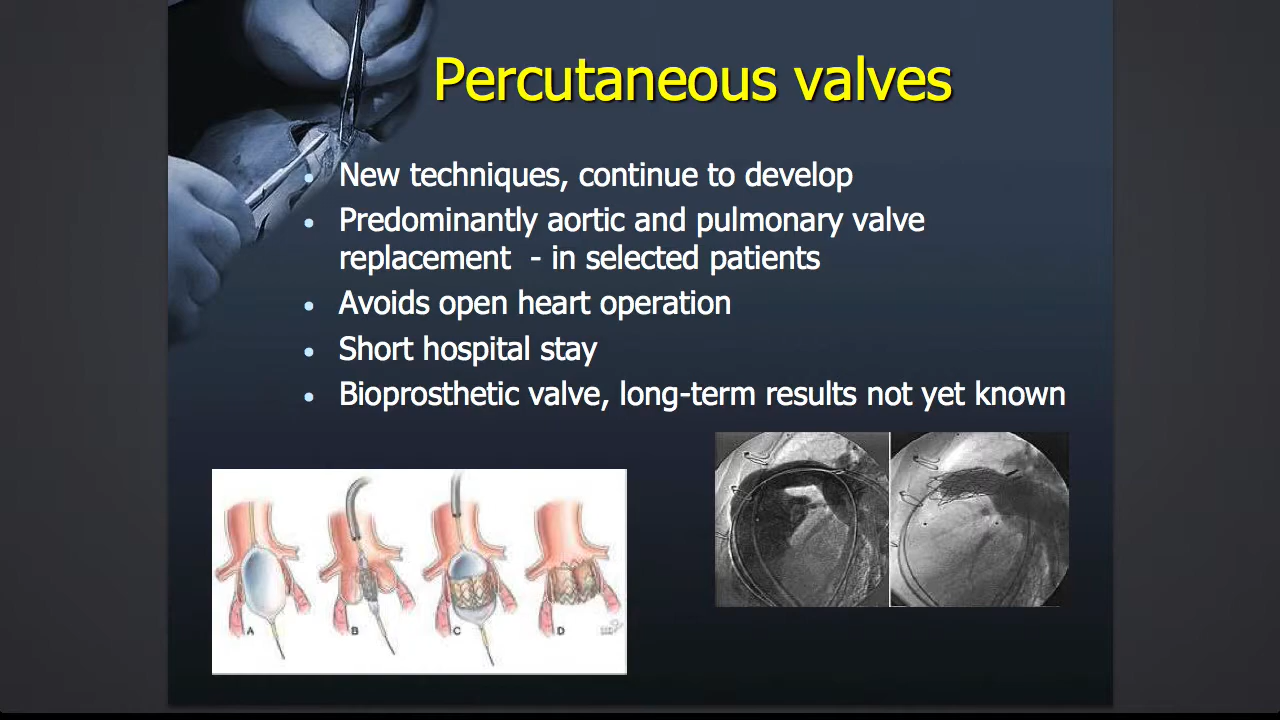 Percutaneous valves
New techniques, continue to develop
Predominantly aortic and pulmonary valve
replacement - in selected patients
Avoids open heart operation
Short hospital stay
Bioprosthetic valve, long-term results not yet known
A B C D